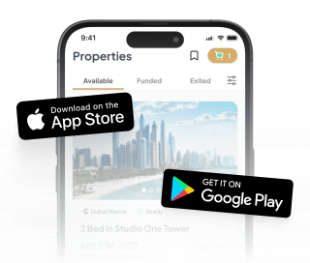 9:41
Properties
1
Available Funded Exited
Download on the
App Store
GET IT ON
Google Play
Dubai Marina Ready
2 Bed in Studio One Tower